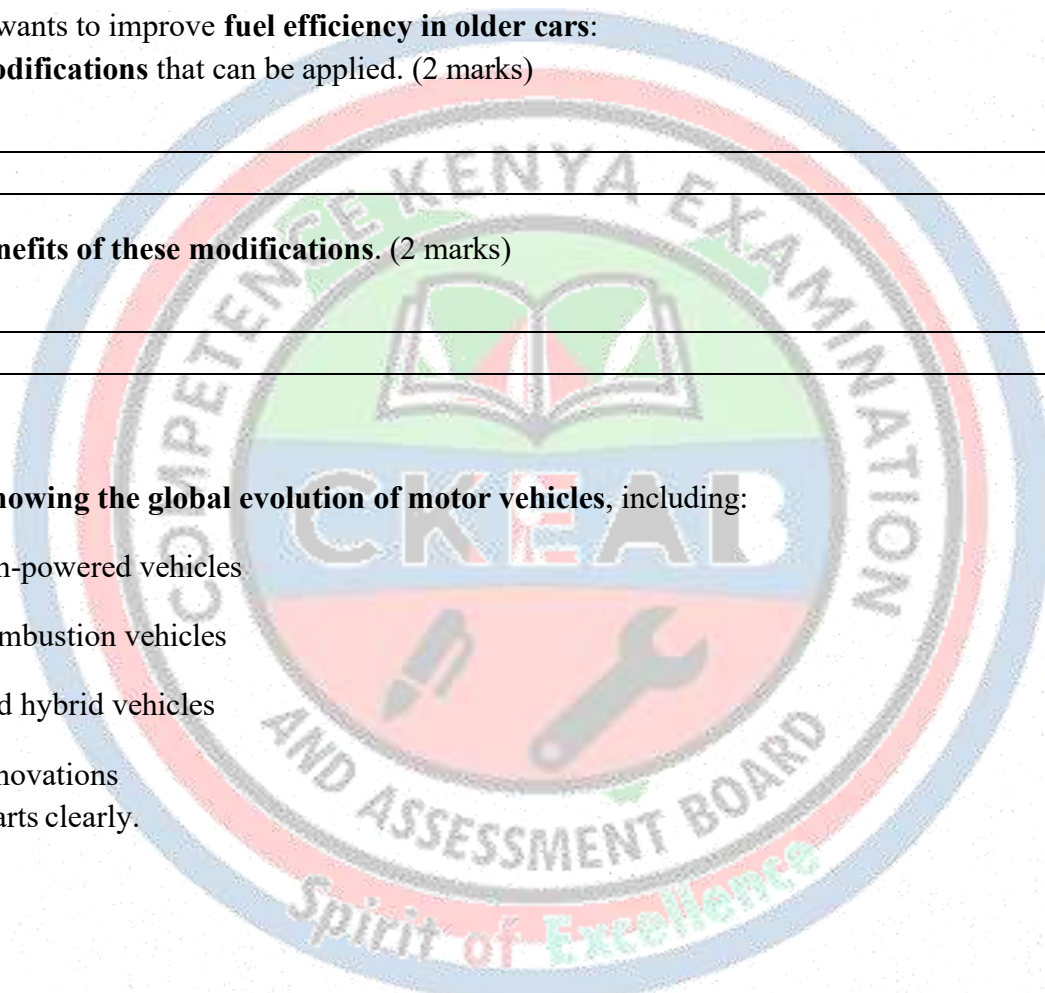 wants to improve fuel efficiency in older cars:
odifications that can be applied. (2 marks)
nefits of these modifications. (2 marks)
howing the global evolution of motor vehicles, including:
m-powered vehicles
ombustion vehicles
d hybrid vehicles
novations
arts clearly.
COMPETENCE KENYA EXAMINATION
CKEAB
AND ASSESSMENT BOARD
Spirit of Excellence